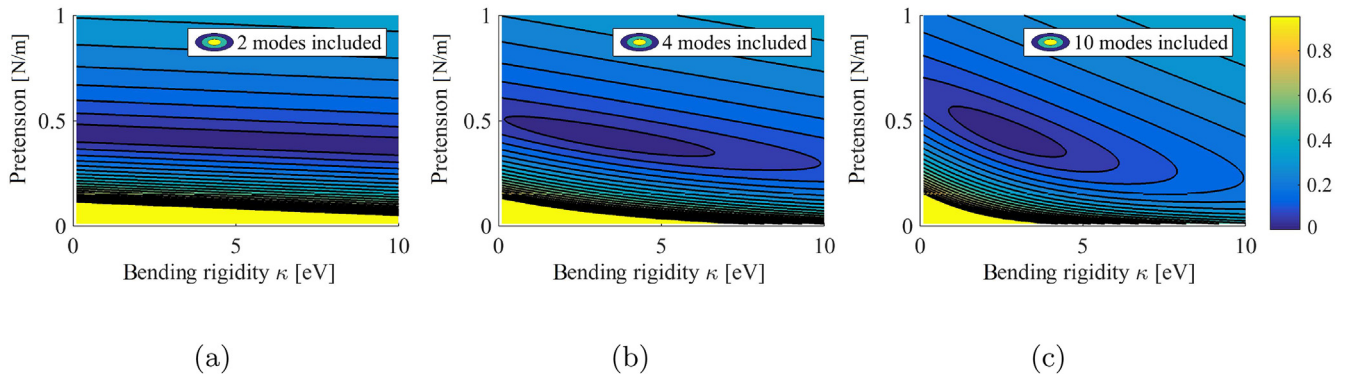 1
0.5
0
Pretension [N/m]
2 modes included
0 5 10
Bending rigidity κ [eV]
(a)
1
0.5
0
Pretension [N/m]
4 modes included
0 5 10
Bending rigidity κ [eV]
(b)
1
0.5
0
Pretension [N/m]
10 modes included
0 5 10
Bending rigidity κ [eV]
(c)
0.8
0.6
0.4
0.2
0